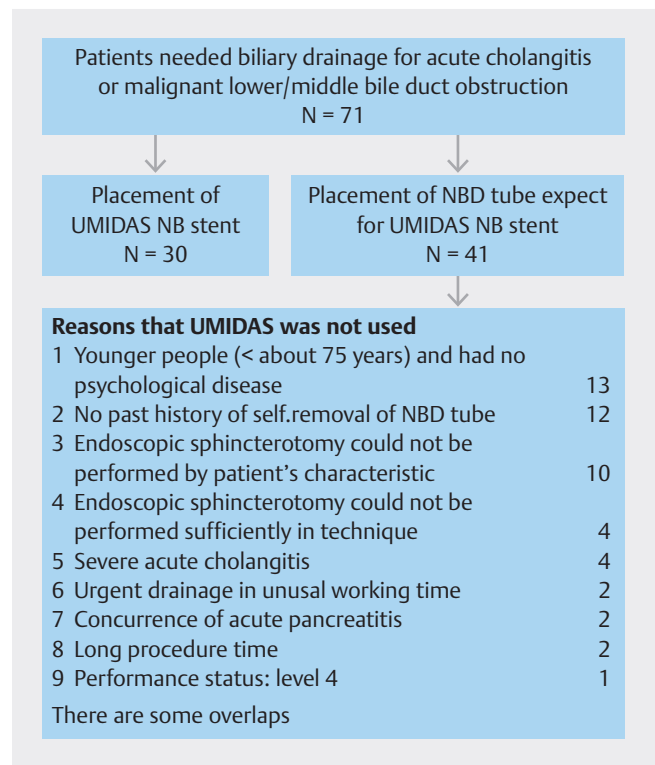 Patients needed biliary drainage for acute cholangitis
or malignant lower/middle bile duct obstruction
N = 71
Placement of
UMIDAS NB stent
N = 30
Placement of NBD tube expect
for UMIDAS NB stent
N = 41
Reasons that UMIDAS was not used
1 Younger people (< about 75 years) and had no
psychological disease 13
2 No past history of self.removal of NBD tube 12
3 Endoscopic sphincterotomy could not be
performed by patient's characteristic 10
4 Endoscopic sphincterotomy could not be
performed sufficiently in technique 4
5 Severe acute cholangitis 4
6 Urgent drainage in unusal working time 2
7 Concurrence of acute pancreatitis 2
8 Long procedure time 2
9 Performance status: level 4 1
There are some overlaps